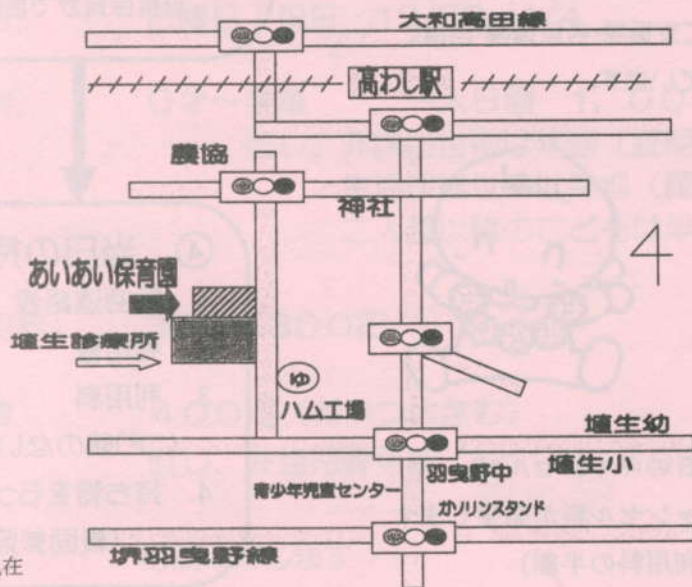 大和高田線
高わし駅
農協
神社
4
あいあい保育園
埴生診療所
ゆ
ハム工場
埴生幼
羽曳野中
埴生小
青少年児童センター
ガソリンスタンド
堺羽曳野線
在